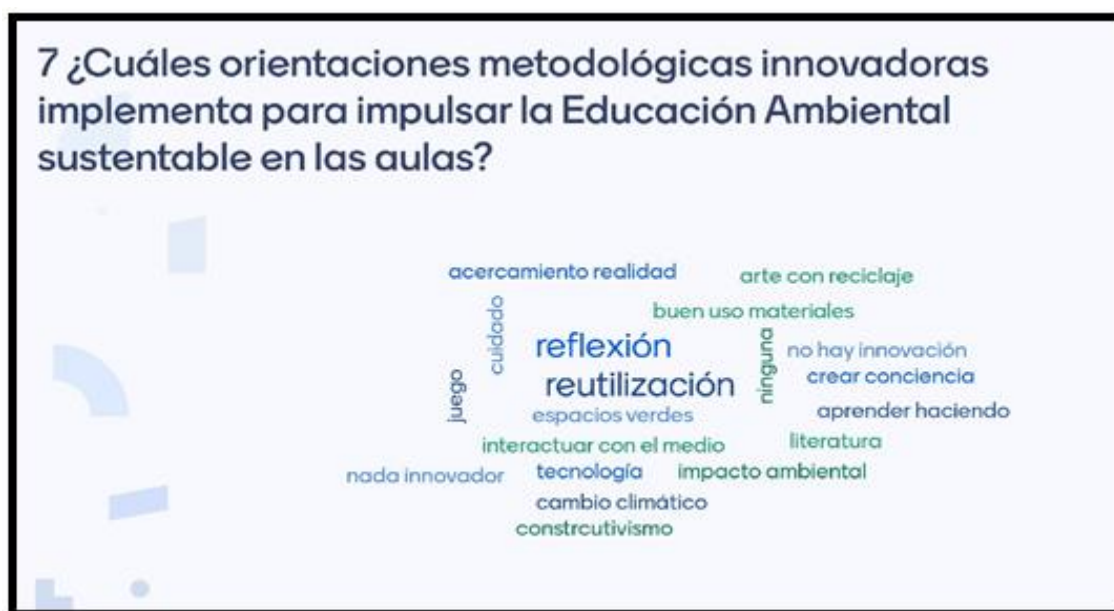 7 ¿Cuáles orientaciones metodológicas innovadoras
implementa para impulsar la Educación Ambiental
sustentable en las aulas?
acercamiento realidad
arte con reciclaje
cuidado
buen uso materiales
reflexión
ninguna
no hay innovación
juego
reutilización
crear conciencia
espacios verdes
aprender haciendo
interactuar con el medio
literatura
nada innovador
tecnología
impacto ambiental
cambio climático
constrcutivismo